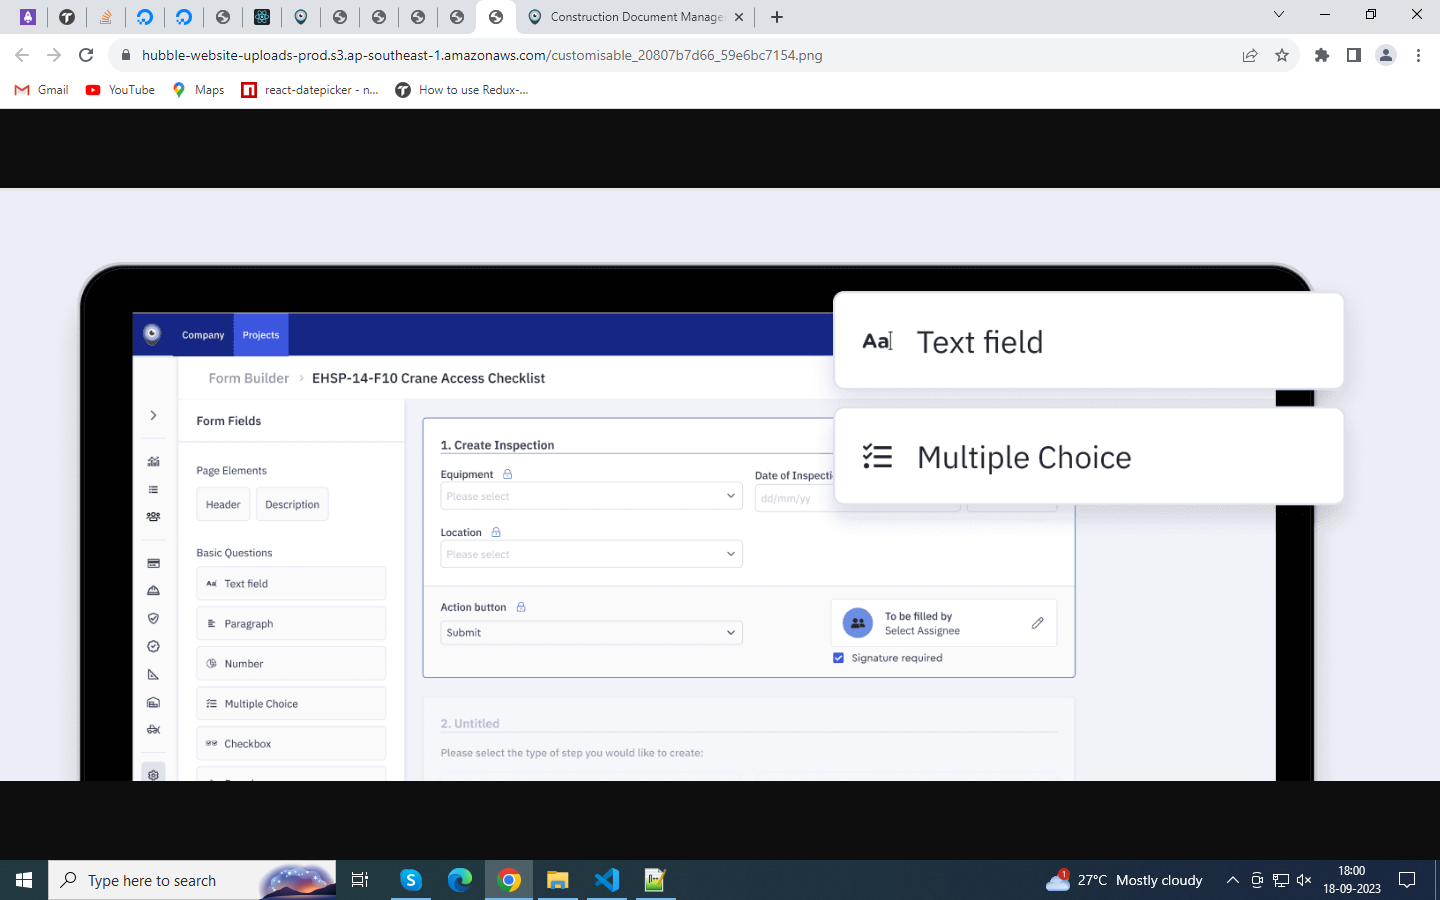 Construction Document Manage
hubble-website-uploads-prod.s3.ap-southeast-1.amazonaws.com/customisable_20807b7d66_59e6bc7154.png
Gmail
YouTube
Maps
react-datepicker - n...
How to use Redux-...
Company
Projects
Form Builder > EHSP-14-F10 Crane Access Checklist
Form Fields
Page Elements
Header
Description
Basic Questions
Aa Text field
Paragraph
Number
Multiple Choice
Checkbox
1. Create Inspection
Equipment
Please select
Date of Inspecti
dd/mm/yy
Location
Please select
Action button
Submit
To be filled by
Select Assignee
Signature required
2. Untitled
Please select the type of step you would like to create:
Aa Text field
Multiple Choice
Type here to search
1
27°C Mostly cloudy
18:00
18-09-2023